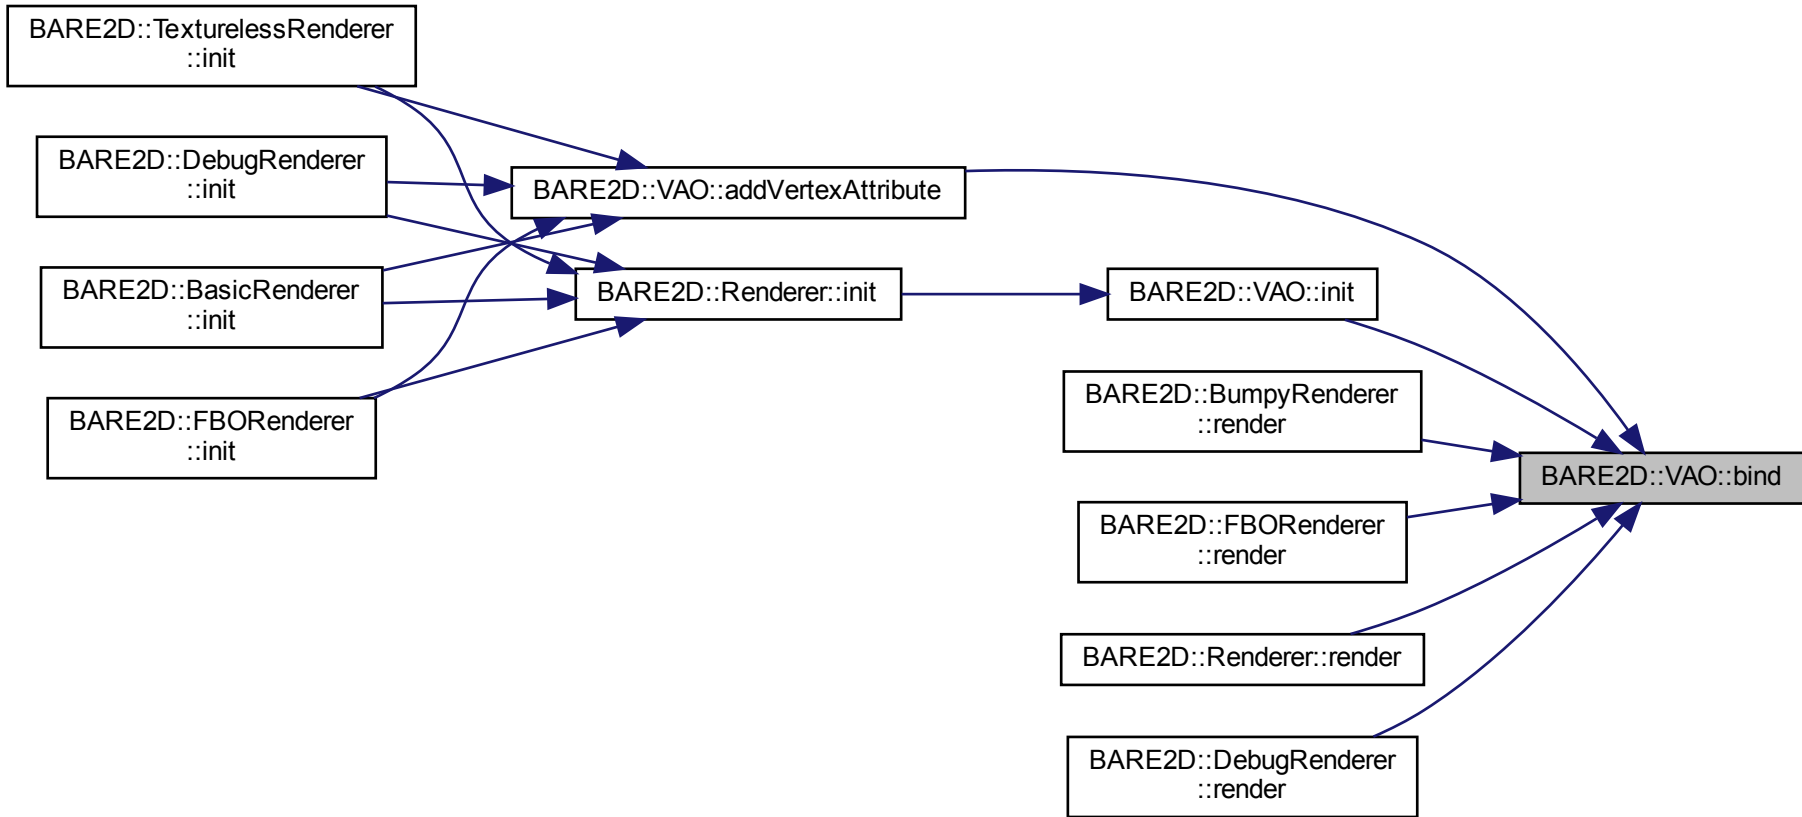 BARE2D::TexturelessRenderer
::init
BARE2D::DebugRenderer
::init
BARE2D::BasicRenderer
::init
BARE2D::FBORenderer
::init
BARE2D::VAO::addVertexAttribute
BARE2D::Renderer::init
BARE2D::VAO::init
BARE2D::BumpyRenderer
::render
BARE2D::FBORenderer
::render
BARE2D::Renderer::render
BARE2D::DebugRenderer
::render
BARE2D::VAO::bind